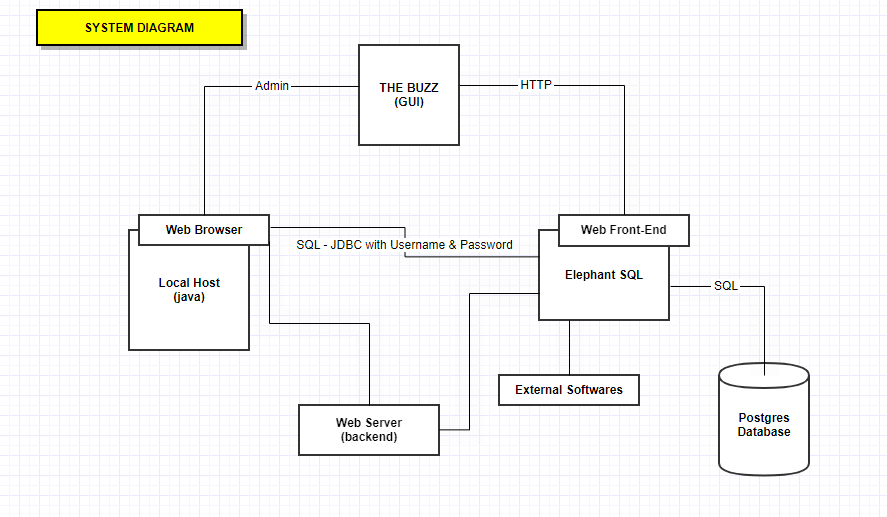 SYSTEM DIAGRAM
Admin
THE BUZZ
(GUI)
HTTP
Web Browser
Web Front-End
SQL - JDBC with Username & Password
Local Host
(java)
Elephant SQL
SQL
External Softwares
Web Server
(backend)
Postgres
Database